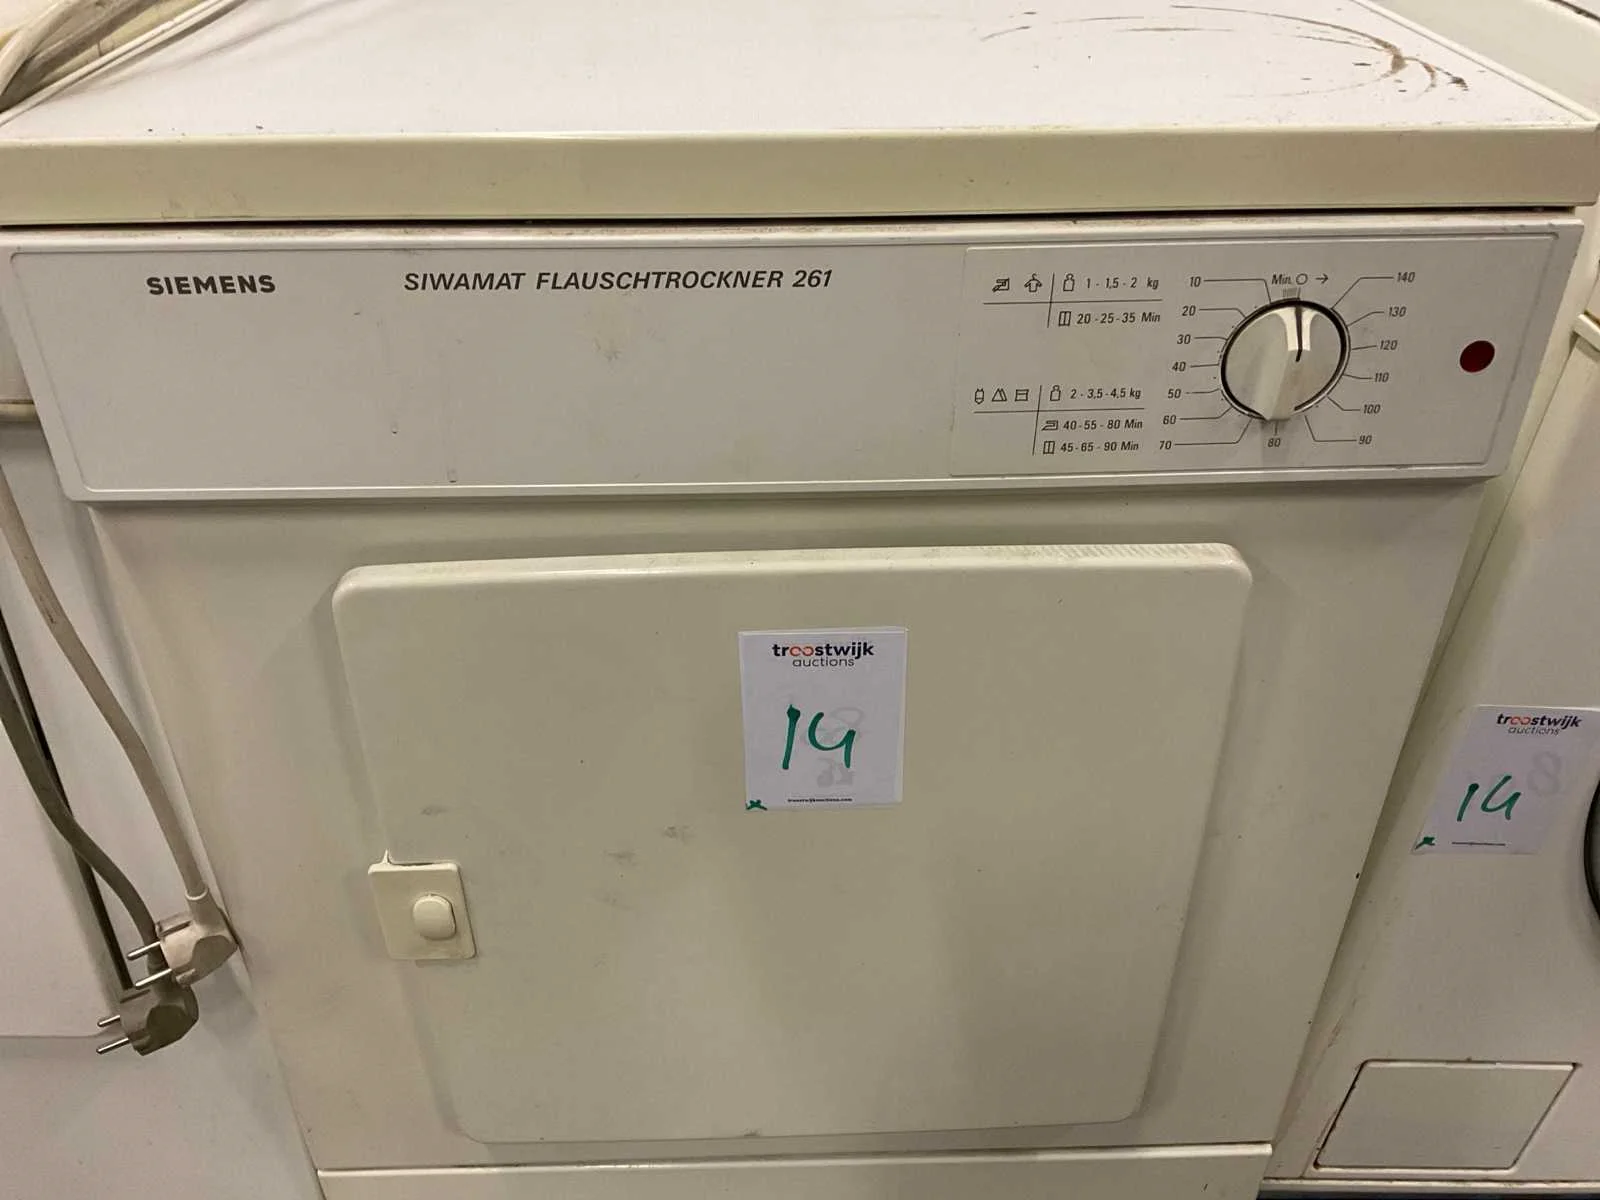 SIEMENS
SIWAMAT FLAUSCHTROCKNER 261
1 - 1,5 - 2 kg
20 - 25 - 35 Min
2 - 3,5 - 4,5 kg
40 - 55 - 80 Min
45 - 65 - 90 Min
Min.
10
20
30
40
50
60
70
80
90
100
110
120
130
140
troostwijk
auctions
14
troostwijkauctions.com
troostwijk
auctions
14